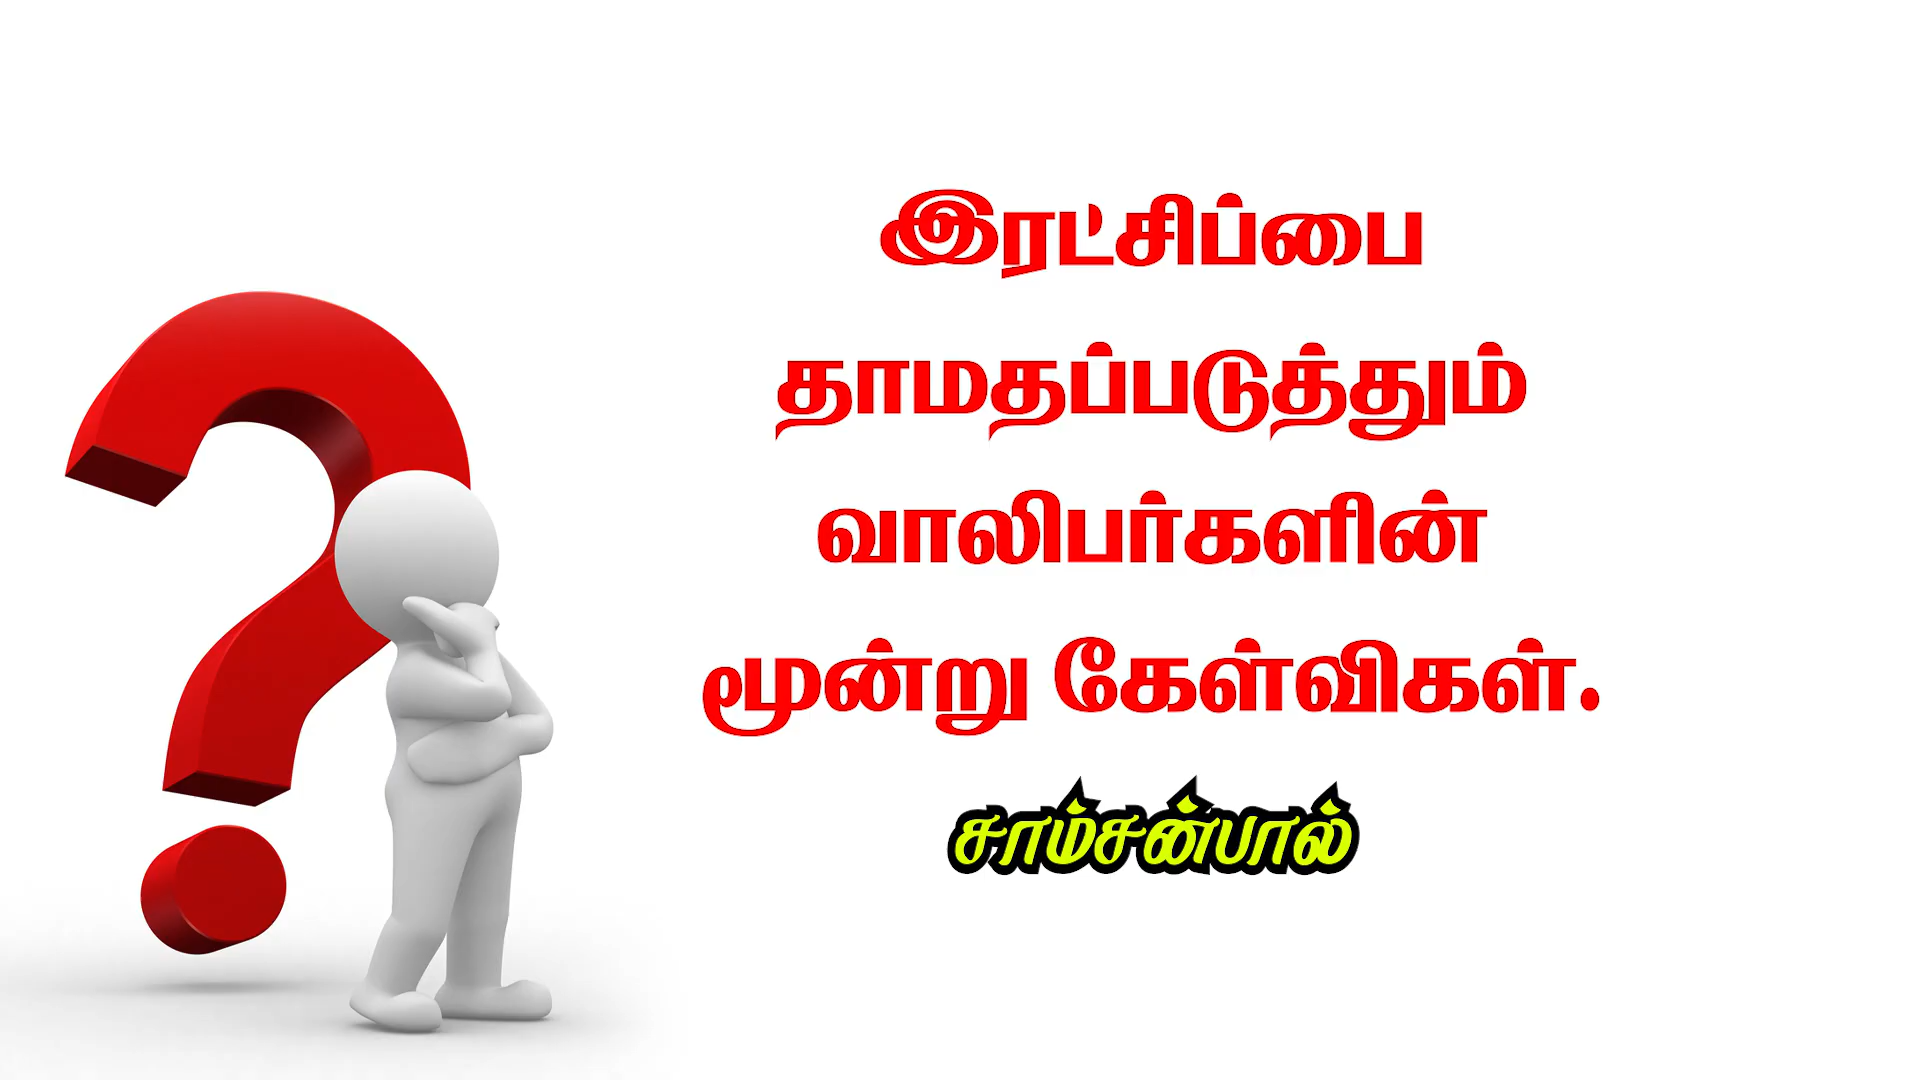 இரட்சிப்பை
தாமதப்படுத்தும்
வாலிபர்களின்
மூன்று கேள்விகள்.
சாம்சன்பால்